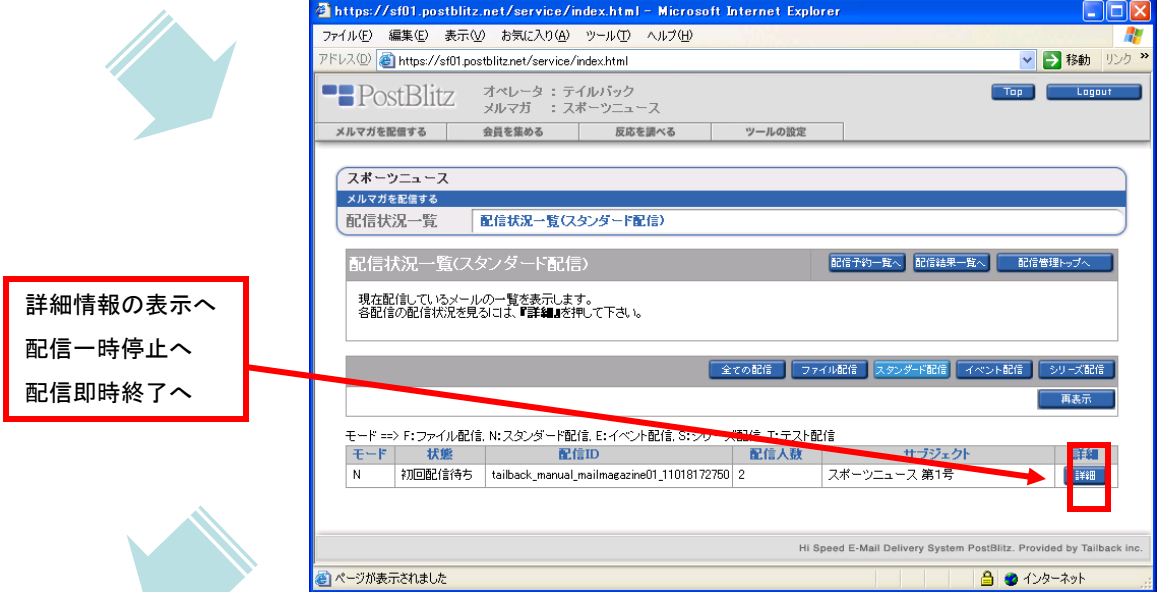 https://sf01.postblitz.net/service/index.html - Microsoft Internet Explorer
ファイル(F) 編集(E) 表示(V) お気に入り(A) ツール(T) ヘルプ(H)
アドレス(D) https://sf01.postblitz.net/service/index.html 移動 リンク »
PostBlitz
オペレータ : テイルバック
メルマガ : スポーツニュース
Top Logout
メルマガを配信する 会員を集める 反応を調べる ツールの設定
スポーツニュース
メルマガを配信する
配信状況一覧 配信状況一覧(スタンダード配信)
配信状況一覧(スタンダード配信) 配信予約一覧へ 配信結果一覧へ 配信管理トップへ
現在配信しているメールの一覧を表示します。
各配信の配信状況を見るには、『詳細』を押して下さい。
詳細情報の表示へ
配信一時停止へ
配信即時終了へ
全ての配信 ファイル配信 スタンダード配信 イベント配信 シリーズ配信
再表示
モード ==> F:ファイル配信, N:スタンダード配信, E:イベント配信, S:シリーズ配信, T:テスト配信
モード 状態 配信ID 配信人数 サブジェクト 詳細
N 初回配信待ち tailback_manual_mailmagazine01_11018172750 2 スポーツニュース 第1号 詳細
Hi Speed E-Mail Delivery System PostBlitz. Provided by Tailback inc.
ページが表示されました インターネット